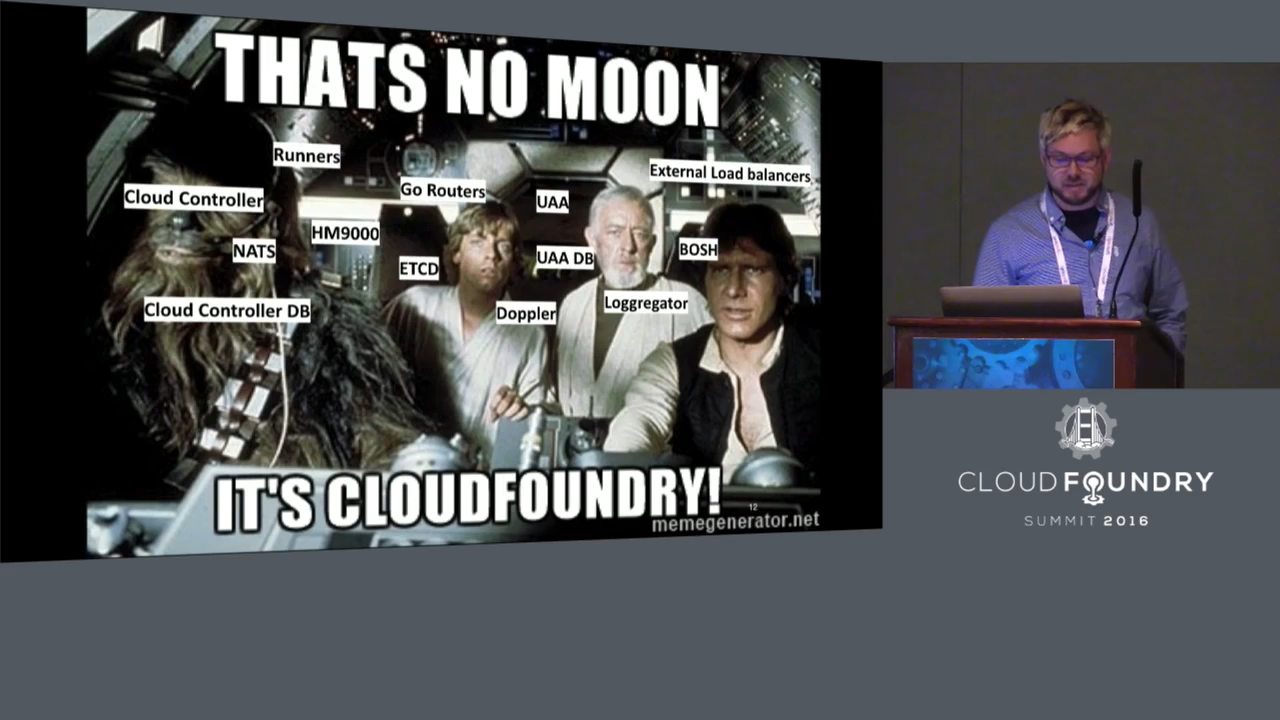 THATS NO MOON
Runners
External Load balancers
Cloud Controller
Go Routers
UAA
HM9000
NATS
BOSH
ETCD
UAA DB
Cloud Controller DB
Doppler
Loggregator
IT'S CLOUDFOUNDRY!
12
memegenerator.net
CLOUD FOUNDRY
SUMMIT 2016